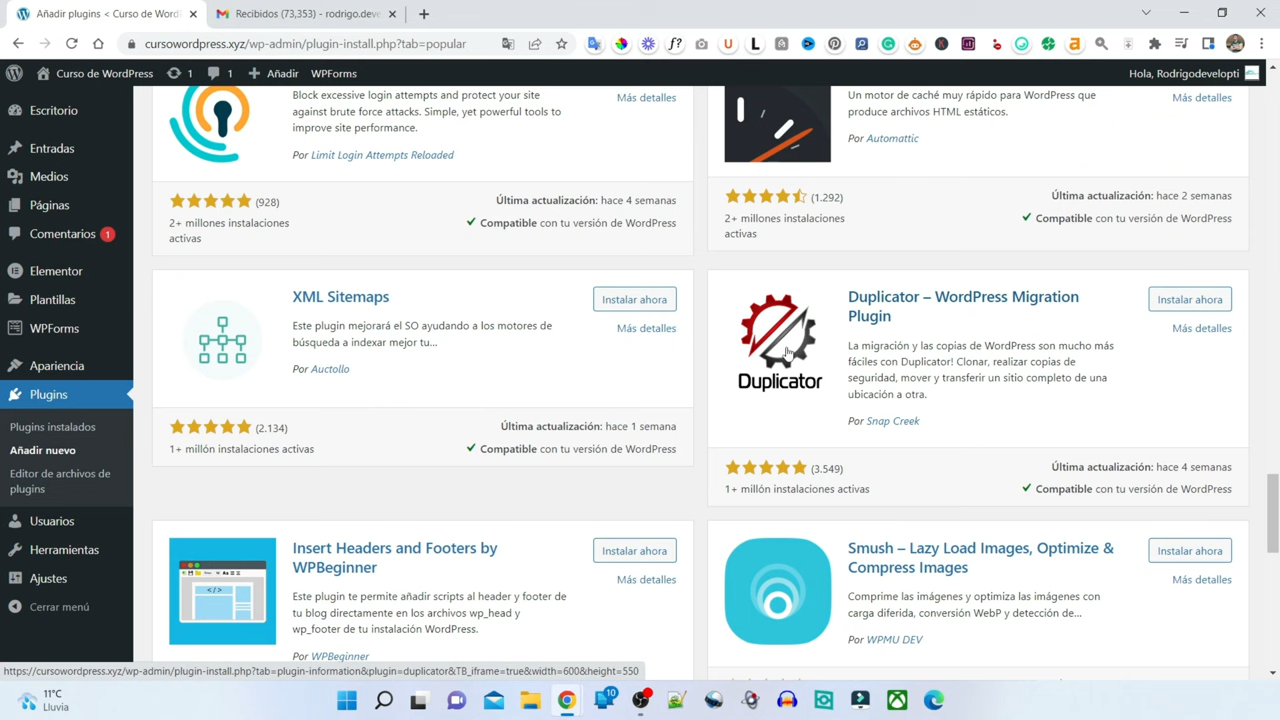 Añadir plugins < Curso de WordP
Recibidos (73,353) - rodrigo.deve
cursowordpress.xyz/wp-admin/plugin-install.php?tab=popular
Curso de WordPress
1
1
Añadir
WPForms
Hola, Rodrigodevelopti
Escritorio
Entradas
Medios
Páginas
Comentarios 1
Elementor
Plantillas
WPForms
Apariencia
Plugins
Plugins instalados
Añadir nuevo
Editor de archivos de
plugins
Usuarios
Herramientas
Ajustes
Cerrar menú
Block excessive login attempts and protect your site
against brute force attacks. Simple, yet powerful tools to
improve site performance.
Por Limit Login Attempts Reloaded
Más detalles
(928)
2+ millones instalaciones
activas
Última actualización: hace 4 semanas
Compatible con tu versión de WordPress
Un motor de caché muy rápido para WordPress que
produce archivos HTML estáticos.
Por Automattic
Más detalles
(1.292)
2+ millones instalaciones
activas
Última actualización: hace 2 semanas
Compatible con tu versión de WordPress
XML Sitemaps
Instalar ahora
Más detalles
Este plugin mejorará el SO ayudando a los motores de
búsqueda a indexar mejor tu...
Por Auctollo
(2.134)
1+ millón instalaciones activas
Última actualización: hace 1 semana
Compatible con tu versión de WordPress
Duplicator
Duplicator – WordPress Migration
Plugin
Instalar ahora
Más detalles
La migración y las copias de WordPress son mucho más
fáciles con Duplicator! Clonar, realizar copias de
seguridad, mover y transferir un sitio completo de una
ubicación a otra.
Por Snap Creek
(3.549)
1+ millón instalaciones activas
Última actualización: hace 4 semanas
Compatible con tu versión de WordPress
Insert Headers and Footers by
WPBeginner
Instalar ahora
Más detalles
Este plugin te permite añadir scripts al header y footer de
tu blog directamente en los archivos wp_head y
wp_footer de tu instalación WordPress.
Por WPBeginner
Smush – Lazy Load Images, Optimize &
Compress Images
Instalar ahora
Más detalles
Comprime las imágenes y optimiza las imágenes con
carga diferida, conversión WebP y detección de...
Por WPMU DEV
https://cursowordpress.xyz/wp-admin/plugin-install.php?tab=plugin-information&plugin=duplicator&TB_iframe=true&width=600&height=550
11°C
Lluvia
10